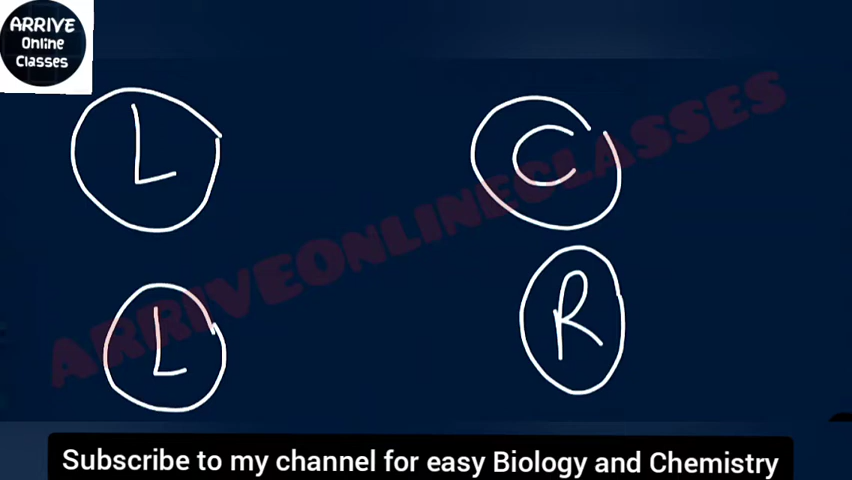 ARRIVE
Online
Classes
L
C
ARRIVEONLINECLASSES
L
R
Subscribe to my channel for easy Biology and Chemistry